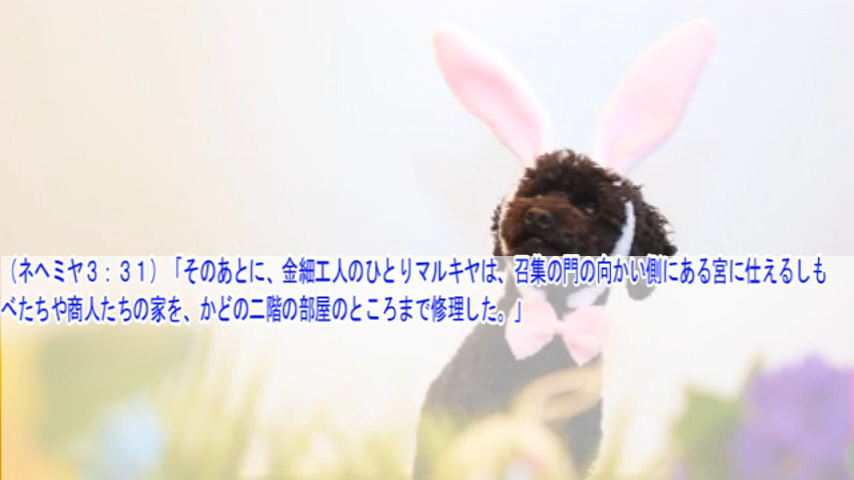 （ネヘミヤ３：３１）「そのあとに、金細工人のひとりマルキヤは、召集の門の向かい側にある宮に仕えるしも
べたちや商人たちの家を、かどの二階の部屋のところまで修理した。」